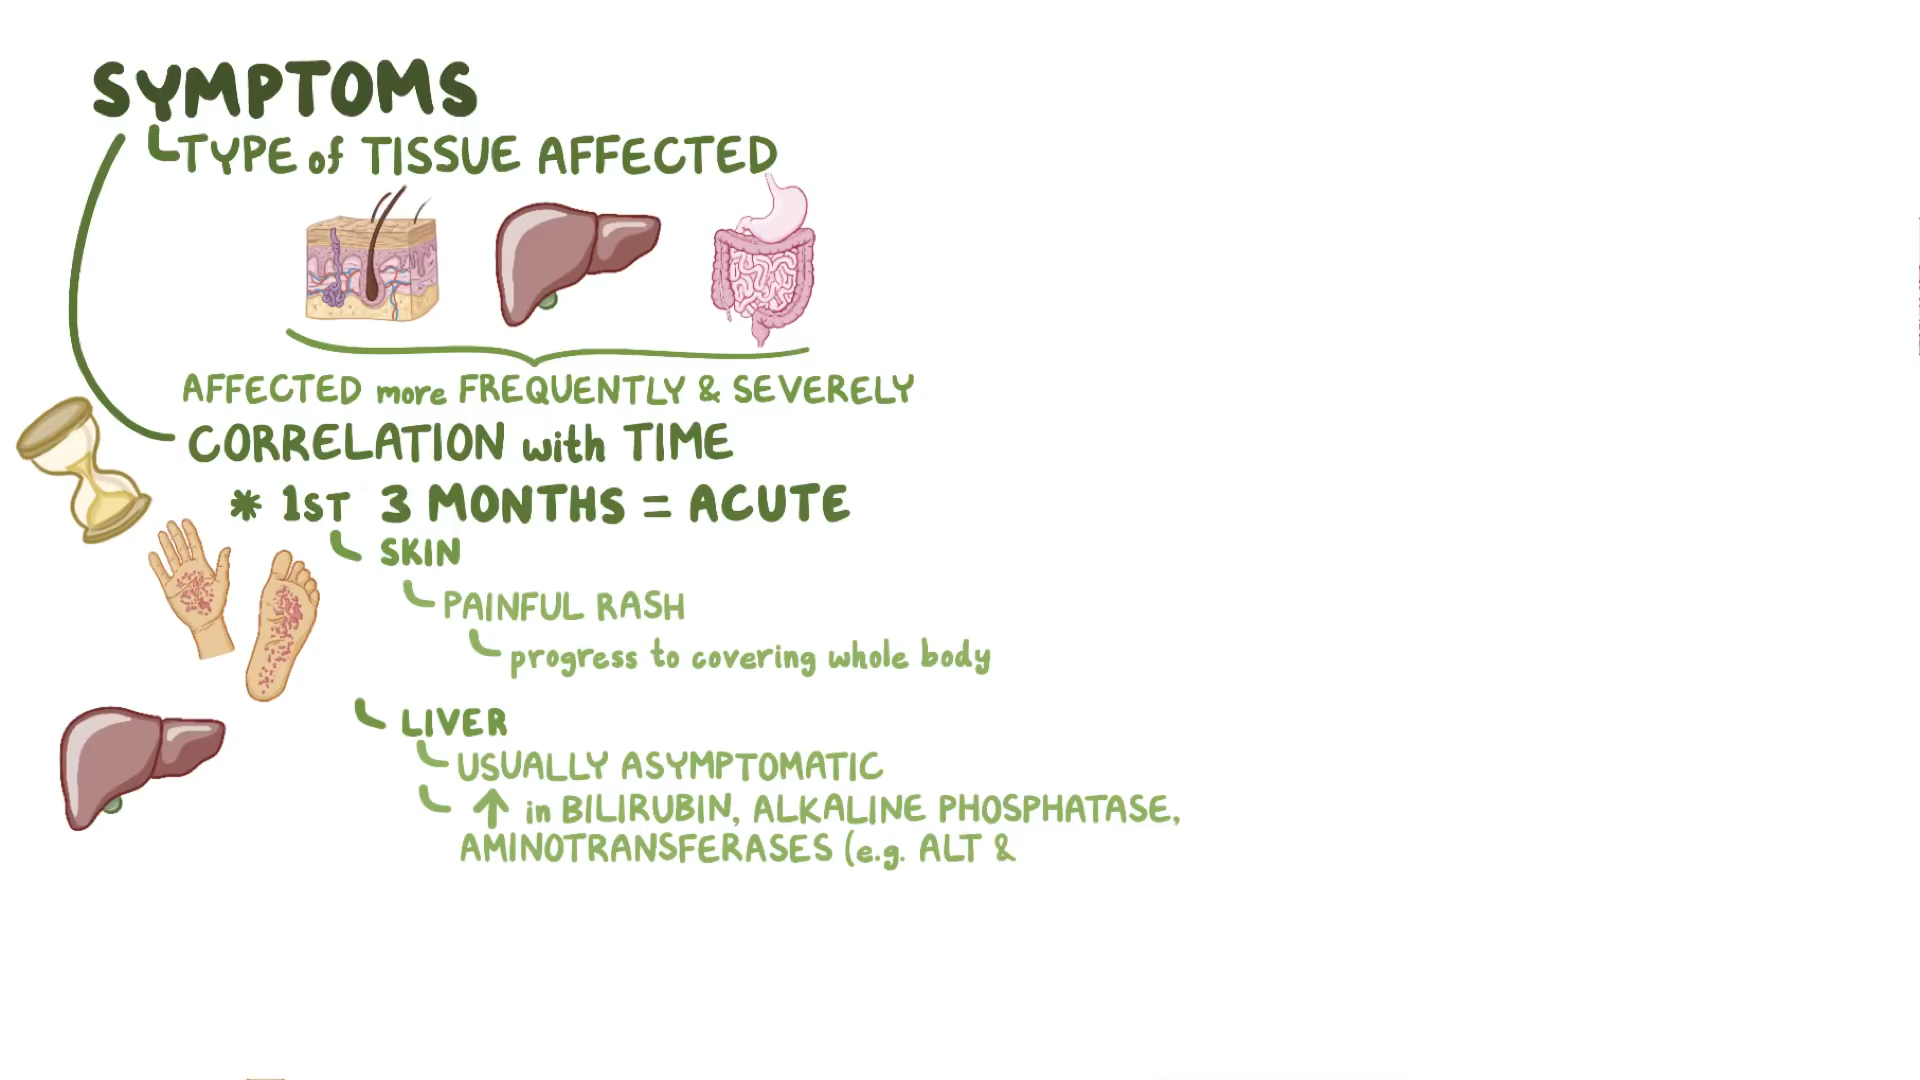 SYMPTOMS
TYPE of TISSUE AFFECTED
AFFECTED more FREQUENTLY & SEVERELY
CORRELATION with TIME
* 1ST 3 MONTHS = ACUTE
SKIN
PAINFUL RASH
progress to covering whole body
LIVER
USUALLY ASYMPTOMATIC
↑ in BILIRUBIN, ALKALINE PHOSPHATASE,
AMINOTRANSFERASES (e.g. ALT &